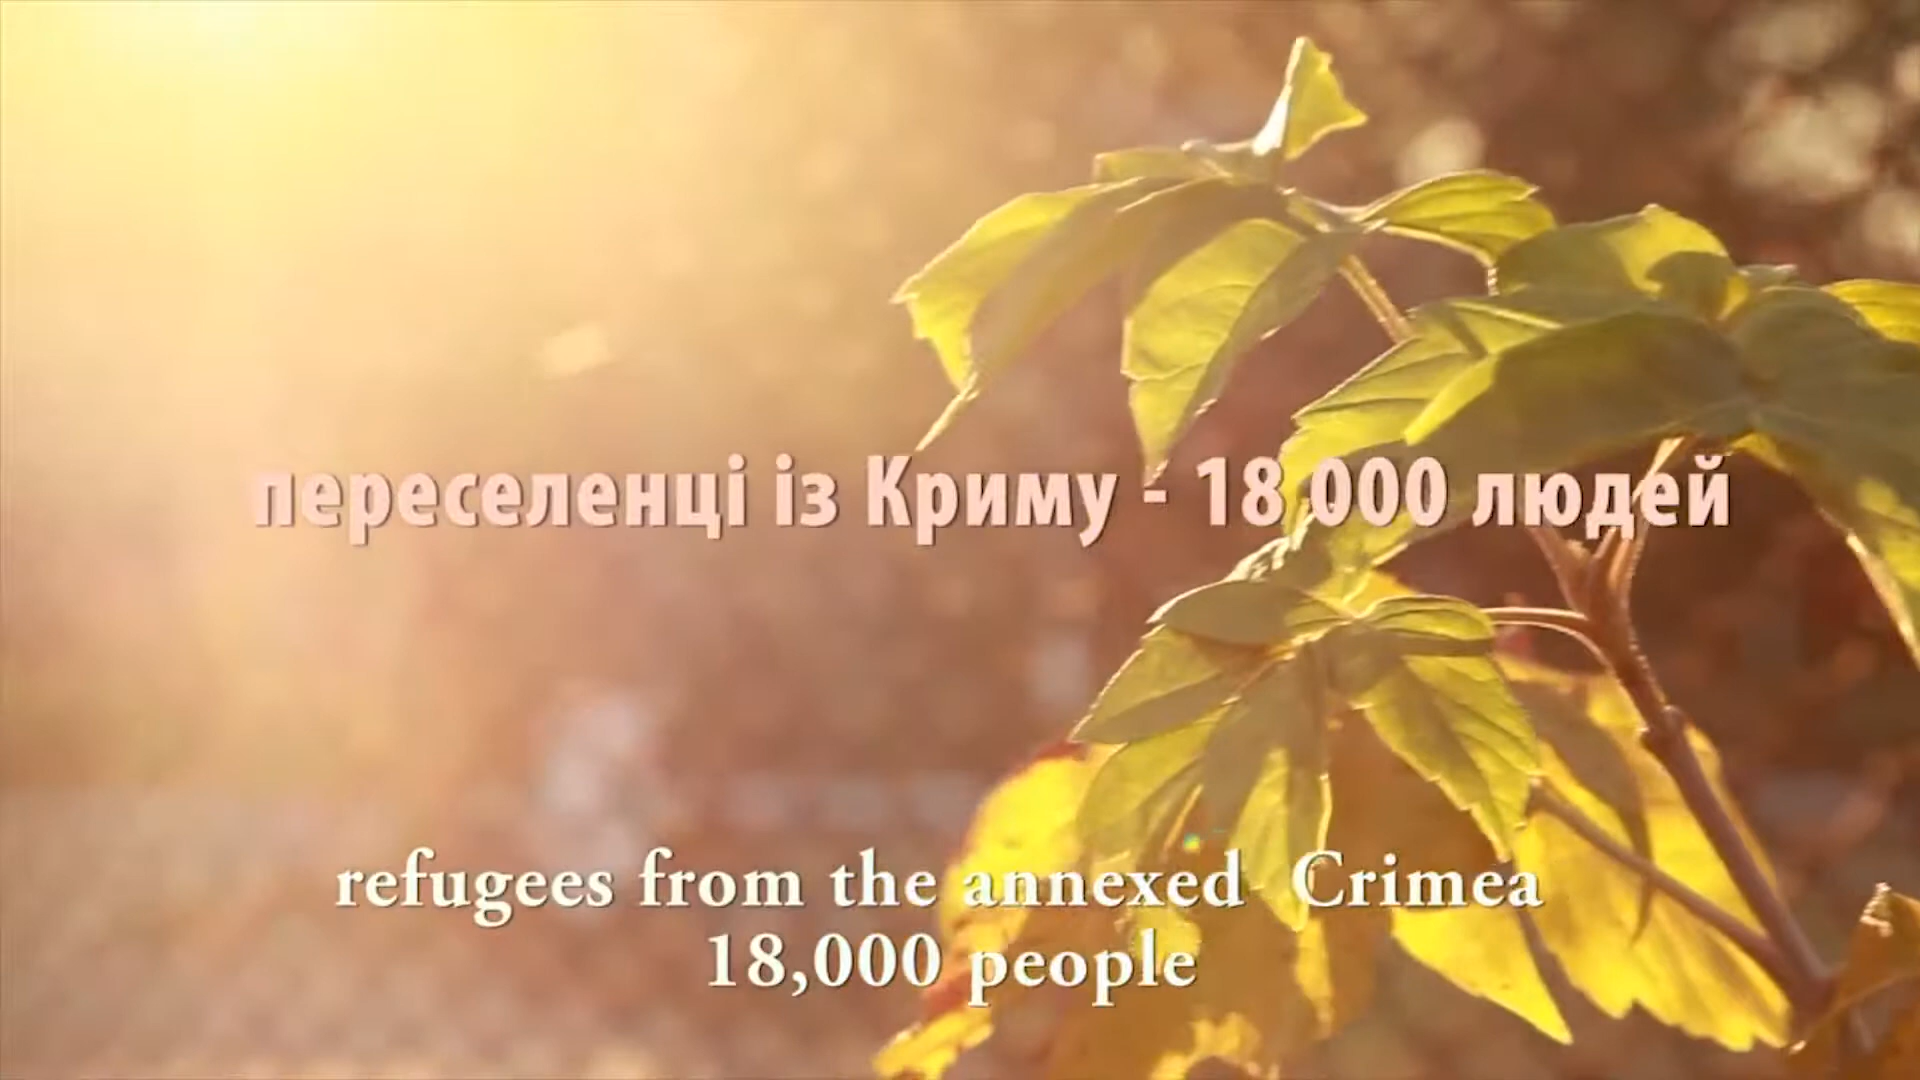 переселенці із Криму - 18 000 людей
refugees from the annexed Crimea
18,000 people